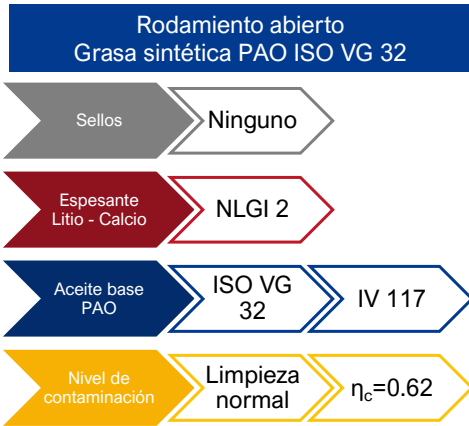 Rodamiento abierto
Grasa sintética PAO ISO VG 32
Sellos
Ninguno
Espesante
Litio - Calcio
NLGI 2
Aceite base
PAO
ISO VG
32
IV 117
Nivel de
contaminación
Limpieza
normal
ηc=0.62